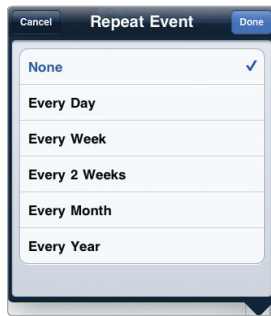 Cancel Repeat Event Done
None
Every Day
Every Week
Every 2 Weeks
Every Month
Every Year